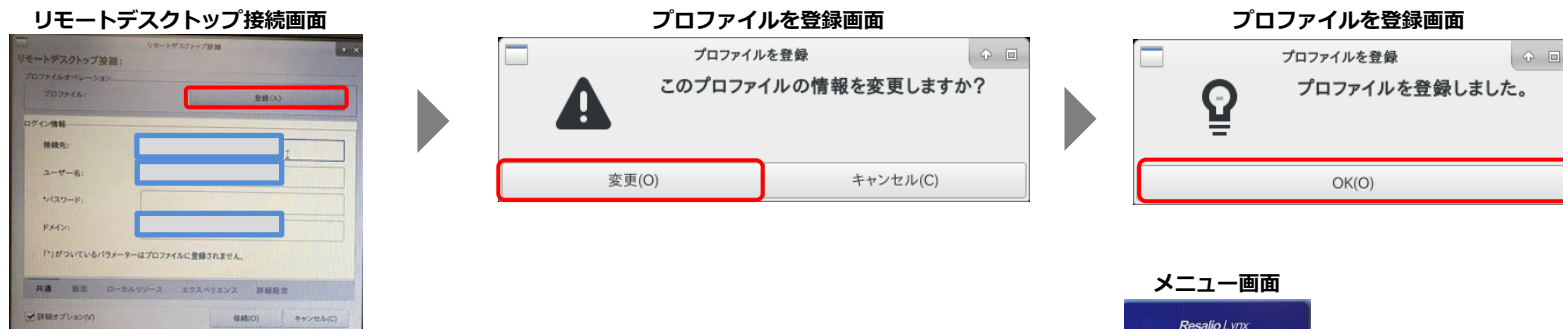 リモートデスクトップ接続画面
リモートデスクトップ接続
リモートデスクトップ接続:
プロファイルオペレーション
プロファイル:
登録(A)
ログイン情報
接続先:
ユーザー名:
*パスワード:
ドメイン:
「*」がついているパラメーターはプロファイルに登録されません。
共通 画面 ローカルリソース エクスペリエンス 詳細設定
詳細オプション(V) 接続(O) キャンセル(C)
プロファイルを登録画面
プロファイルを登録
このプロファイルの情報を変更しますか?
変更(O) キャンセル(C)
プロファイルを登録画面
プロファイルを登録
プロファイルを登録しました。
OK(O)
メニュー画面
Resalio Lynx